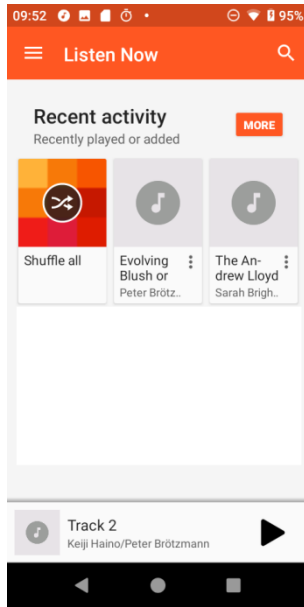 09:52
95%
Listen Now
Recent activity
Recently played or added
MORE
Shuffle all
Evolving
Blush or
Peter Brötz..
The An-
drew Lloyd
Sarah Brigh..
Track 2
Keiji Haino/Peter Brötzmann